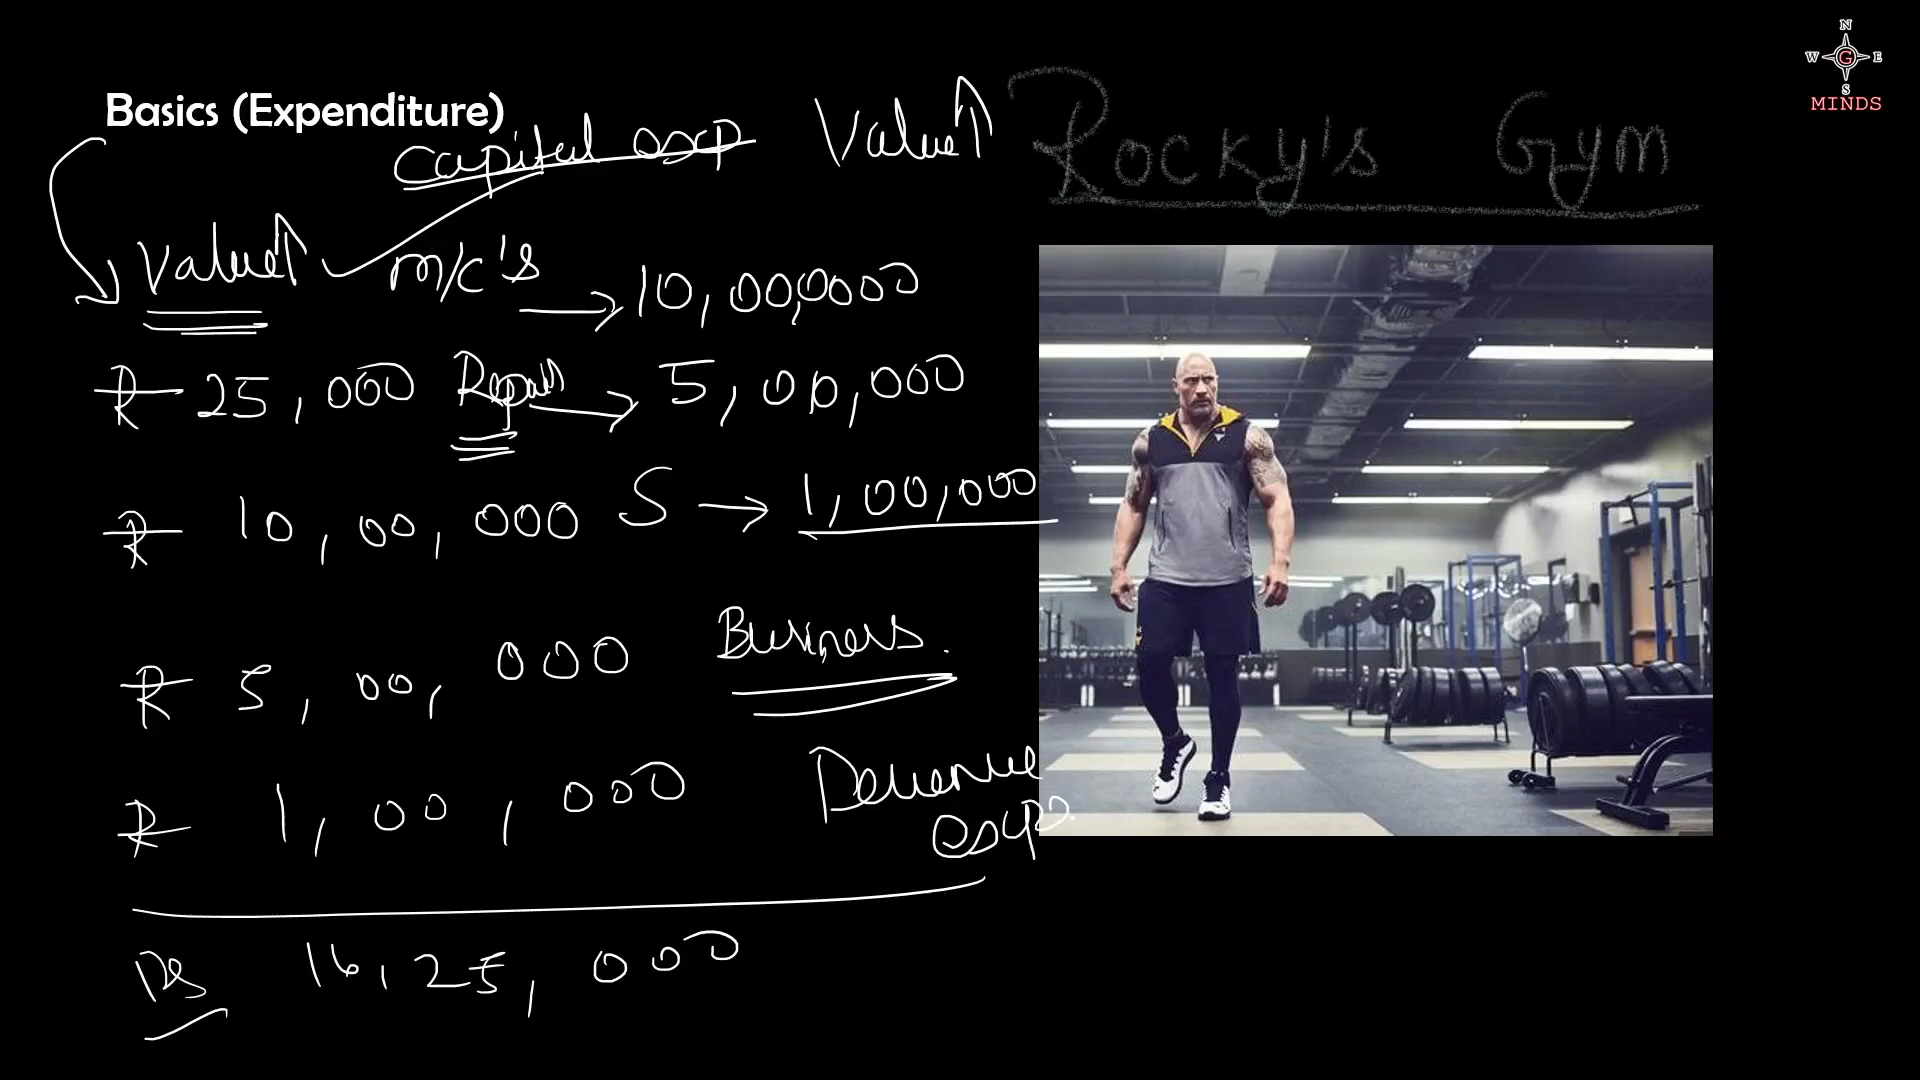 N
W G E
S
MINDS
Basics (Expenditure)
Capital exp Value↑
Rocky's Gym
Value↑ m/c's → 10,00,0000
₹ 25,000 Repair → 5,00,000
₹ 10,00,000 S → 1,00,000
₹ 5,00,000 Business.
₹ 1,00,000 Revenue
exp.
Rs 16,25,000